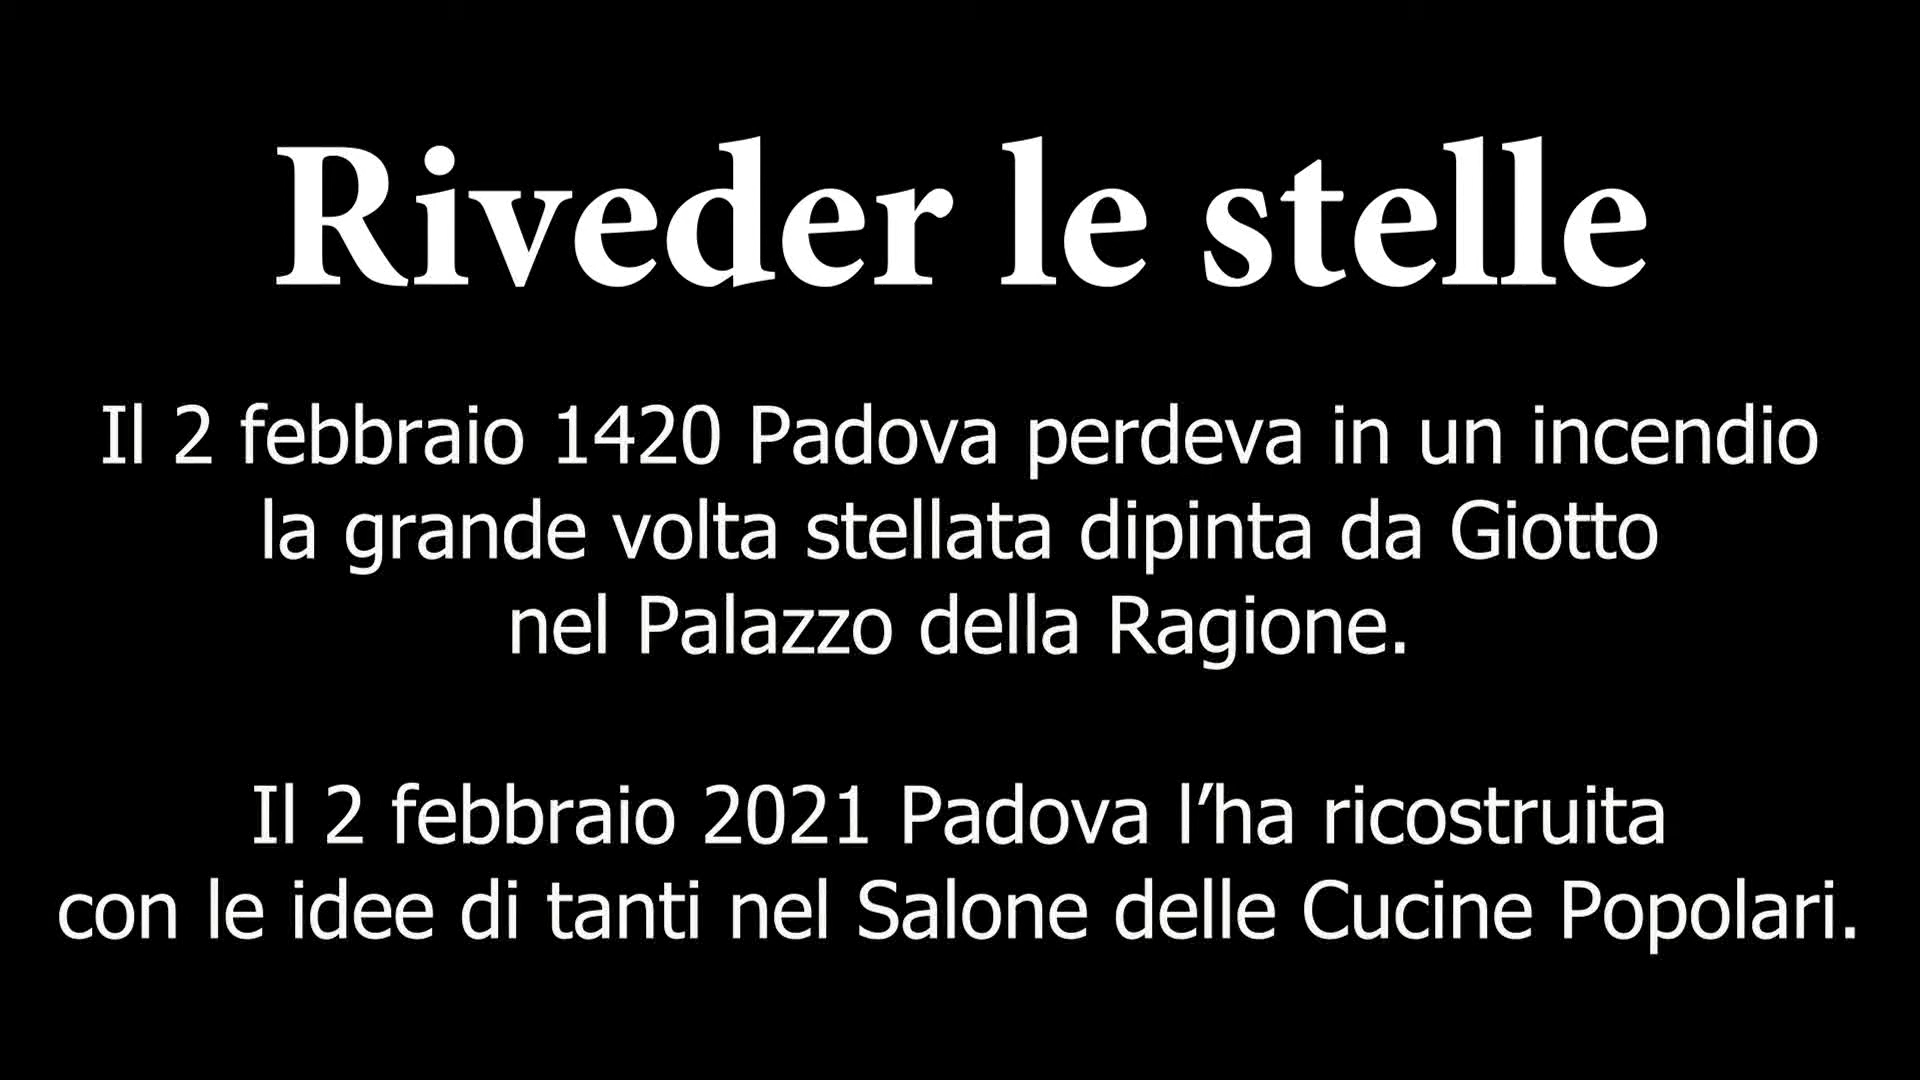 Riveder le stelle
Il 2 febbraio 1420 Padova perdeva in un incendio
la grande volta stellata dipinta da Giotto
nel Palazzo della Ragione.
Il 2 febbraio 2021 Padova l’ha ricostruita
con le idee di tanti nel Salone delle Cucine Popolari.